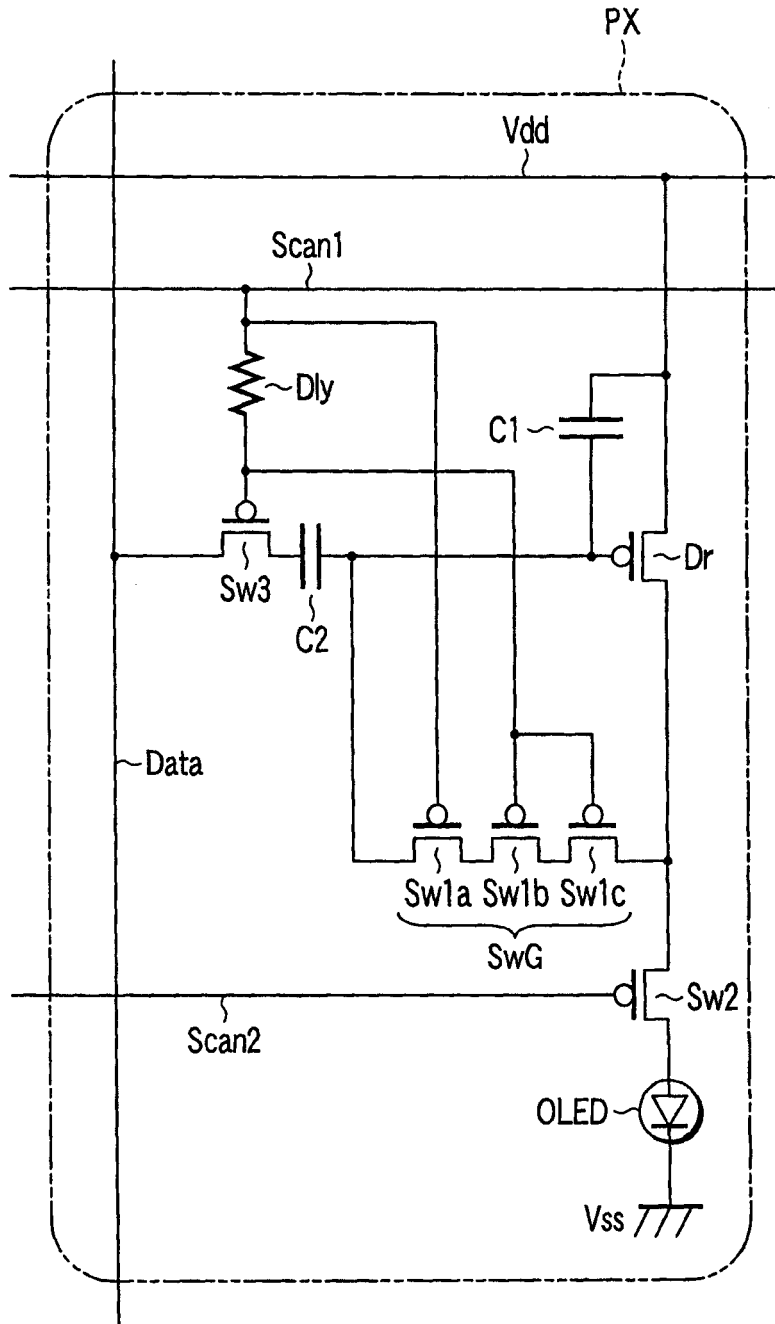 PX
Vdd
Scan1
Dly
C1
Dr
Sw3
C2
Data
Sw1a Sw1b Sw1c
SwG
Sw2
Scan2
OLED
Vss